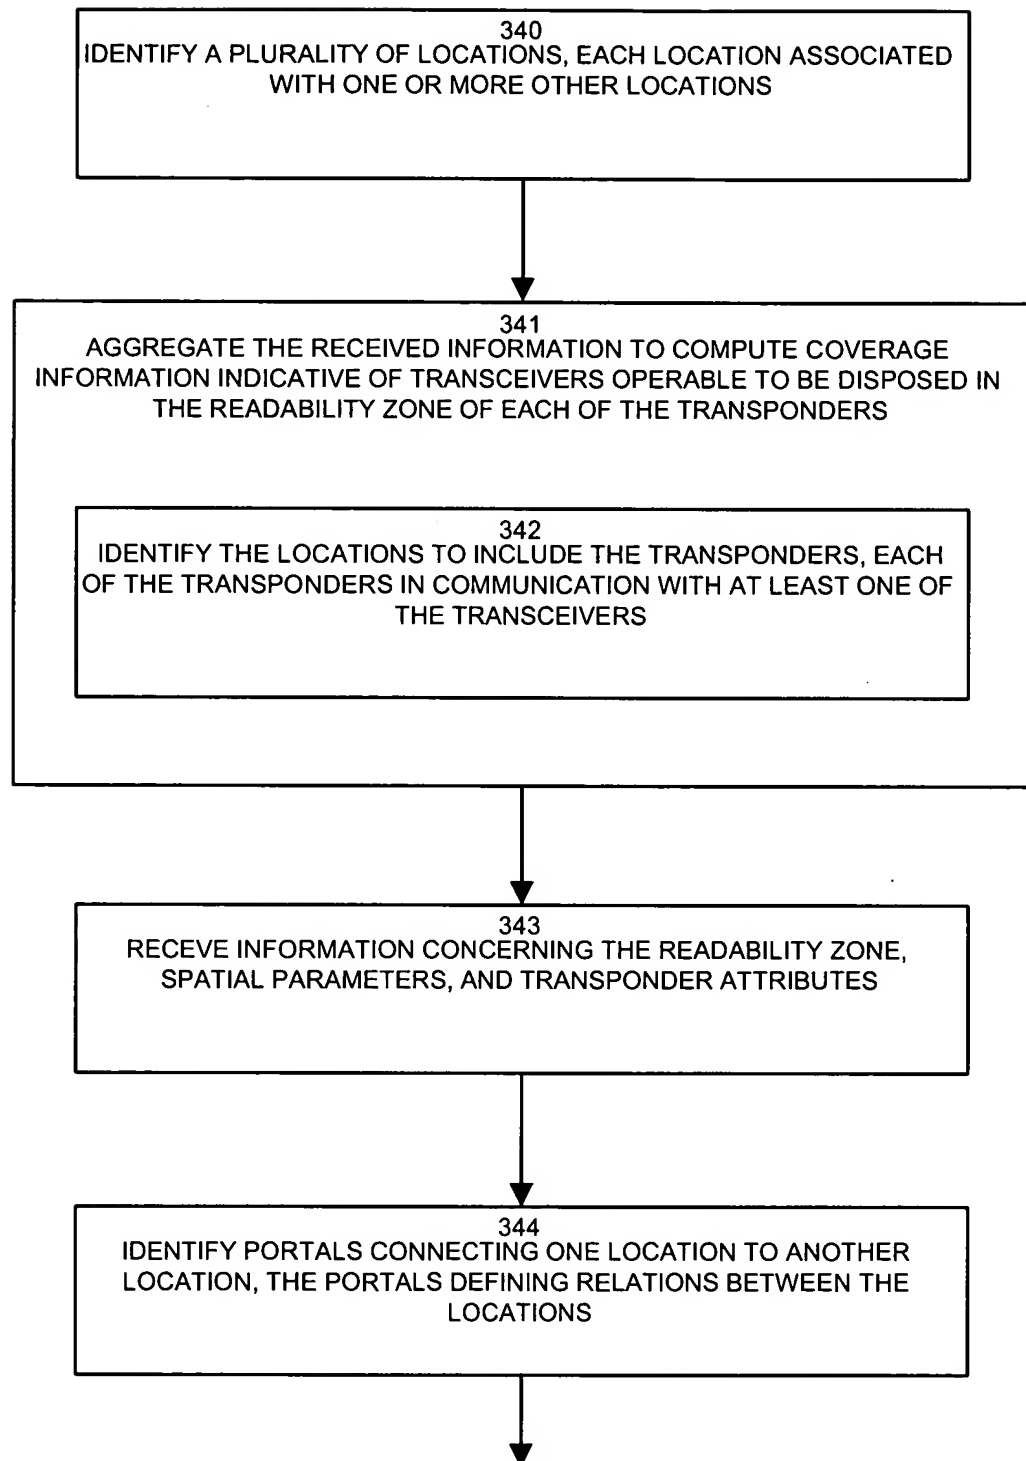 340
IDENTIFY A PLURALITY OF LOCATIONS, EACH LOCATION ASSOCIATED
WITH ONE OR MORE OTHER LOCATIONS
341
AGGREGATE THE RECEIVED INFORMATION TO COMPUTE COVERAGE
INFORMATION INDICATIVE OF TRANSCEIVERS OPERABLE TO BE DISPOSED IN
THE READABILITY ZONE OF EACH OF THE TRANSPONDERS
342
IDENTIFY THE LOCATIONS TO INCLUDE THE TRANSPONDERS, EACH
OF THE TRANSPONDERS IN COMMUNICATION WITH AT LEAST ONE OF
THE TRANSCEIVERS
343
RECEVE INFORMATION CONCERNING THE READABILITY ZONE,
SPATIAL PARAMETERS, AND TRANSPONDER ATTRIBUTES
344
IDENTIFY PORTALS CONNECTING ONE LOCATION TO ANOTHER
LOCATION, THE PORTALS DEFINING RELATIONS BETWEEN THE
LOCATIONS